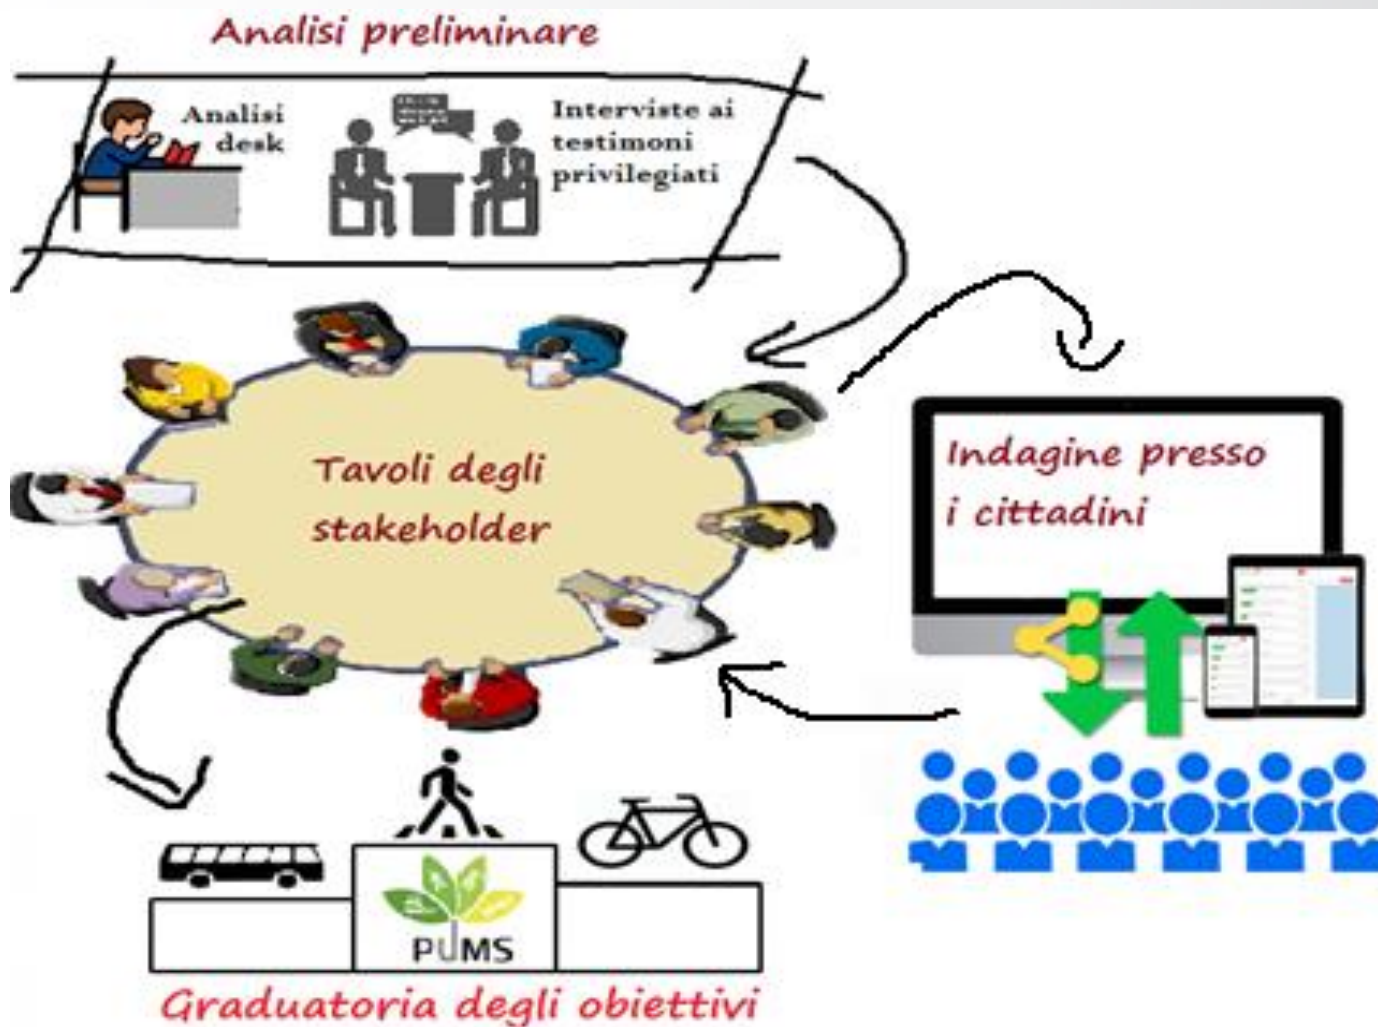 Analisi preliminare
Analisi
desk
Interviste ai
testimoni
privilegiati
Tavoli degli
stakeholder
Indagine presso
i cittadini
PUMS
Graduatoria degli obiettivi